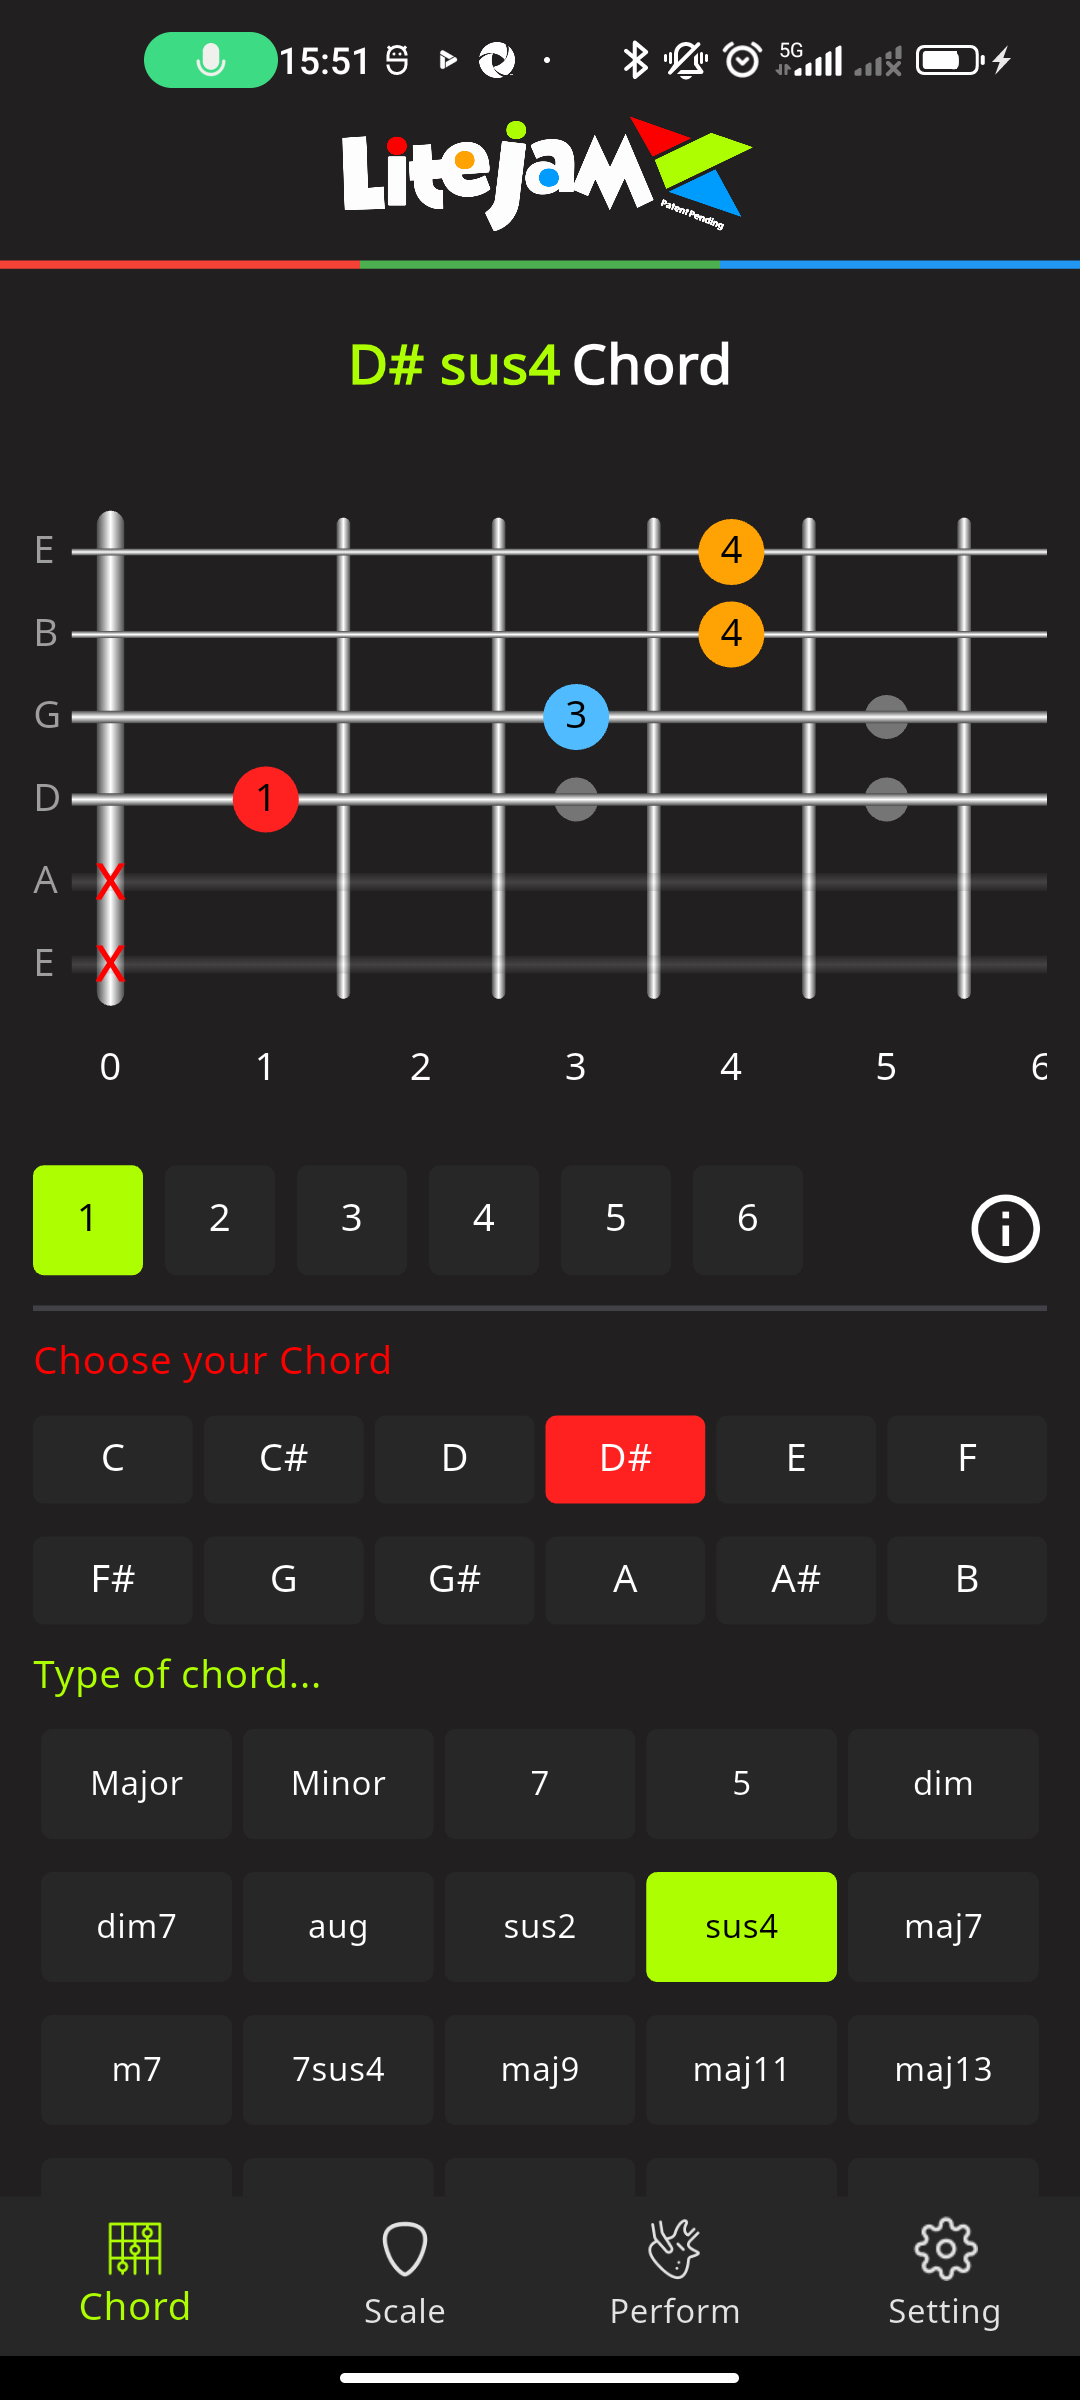 15:51 5G
Litejam
Patent Pending
D# sus4 Chord
E 4
B 4
G 3
D 1
A X
E X
0 1 2 3 4 5 6
1 2 3 4 5 6
Choose your Chord
C C# D D# E F
F# G G# A A# B
Type of chord...
Major Minor 7 5 dim
dim7 aug sus2 sus4 maj7
m7 7sus4 maj9 maj11 maj13
Chord Scale Perform Setting